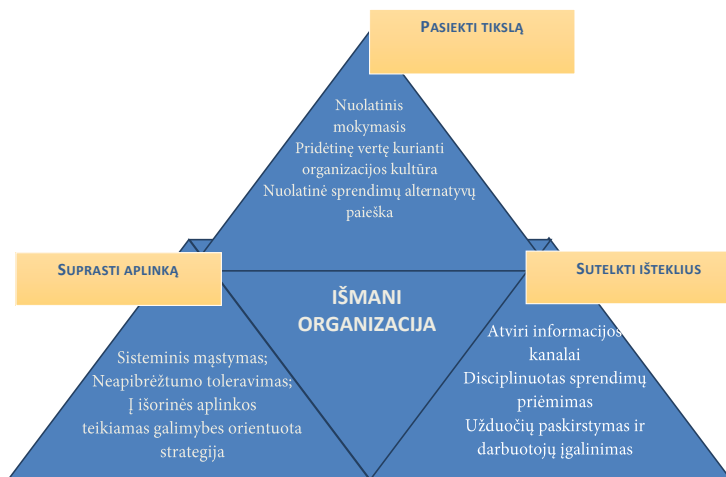 PASIEKTI TIKSLĄ
Nuolatinis
mokymasis
Pridėtinę vertę kurianti
organizacijos kultūra
Nuolatinė sprendimų alternatyvų
paieška
SUPRASTI APLINKĄ
SUTELKTI IŠTEKLIUS
IŠMANI
ORGANIZACIJA
Sisteminis mąstymas;
Neapibrėžtumo toleravimas;
Į išorinės aplinkos
teikiamas galimybes orientuota
strategija
Atviri informacijos
kanalai
Disciplinuotas sprendimų
priėmimas
Užduočių paskirstymas ir
darbuotojų įgalinimas